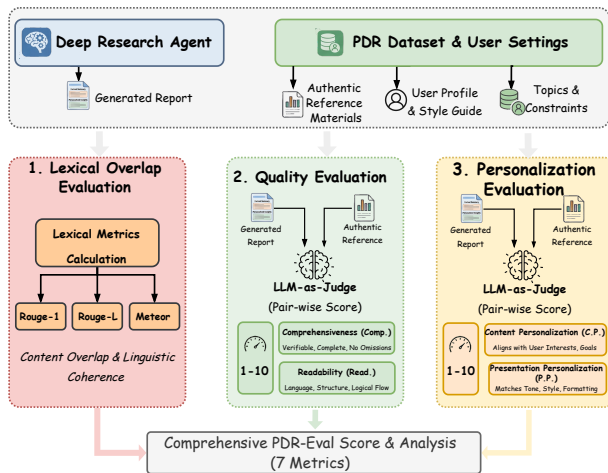 Deep Research Agent
Generated Report
PDR Dataset & User Settings
Authentic
Reference
Materials
User Profile
& Style Guide
Topics &
Constraints
1. Lexical Overlap
Evaluation
Lexical Metrics
Calculation
Rouge-1
Rouge-L
Meteor
Content Overlap & Linguistic
Coherence
2. Quality Evaluation
Generated
Report
Authentic
Reference
LLM-as-Judge
(Pair-wise Score)
1-10
Comprehensiveness (Comp.)
Verifiable, Complete, No Omissions
Readability (Read.)
Language, Structure, Logical Flow
3. Personalization
Evaluation
Generated
Report
Authentic
Reference
LLM-as-Judge
(Pair-wise Score)
1-10
Content Personalization (C.P.)
Aligns with User Interests, Goals
Presentation Personalization
(P.P.)
Matches Tone, Style, Formatting
Comprehensive PDR-Eval Score & Analysis
(7 Metrics)